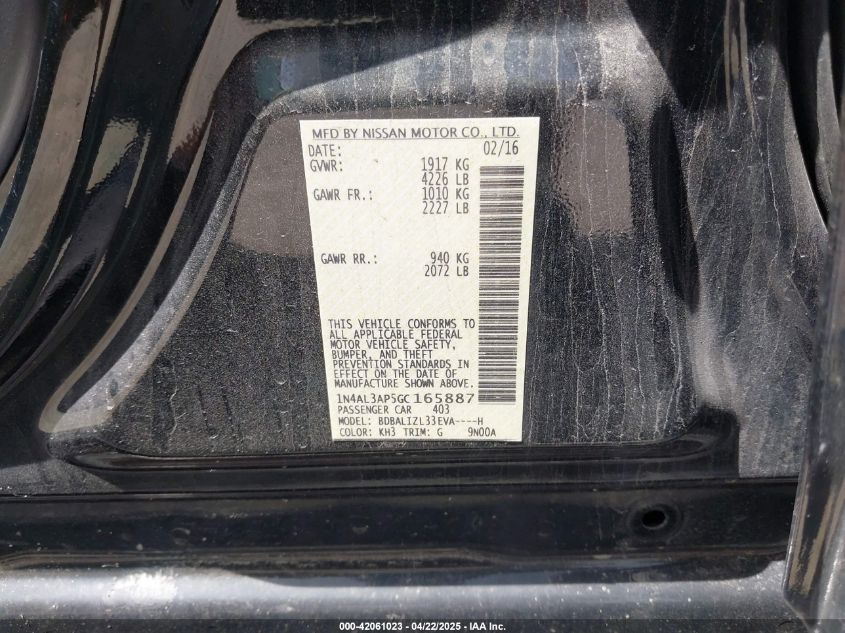 MFD BY NISSAN MOTOR CO., LTD.
DATE: 02/16
GVWR: 1917 KG
4226 LB
GAWR FR.: 1010 KG
2227 LB
GAWR RR.: 940 KG
2072 LB
THIS VEHICLE CONFORMS TO
ALL APPLICABLE FEDERAL
MOTOR VEHICLE SAFETY,
BUMPER, AND THEFT
PREVENTION STANDARDS IN
EFFECT ON THE DATE OF
MANUFACTURE SHOWN ABOVE.
1N4AL3AP5GC165887
PASSENGER CAR 403
MODEL: BDBALIZL33EVA----H
COLOR: KH3 TRIM: G 9N00A
000-42061023 - 04/22/2025 - IAA Inc.